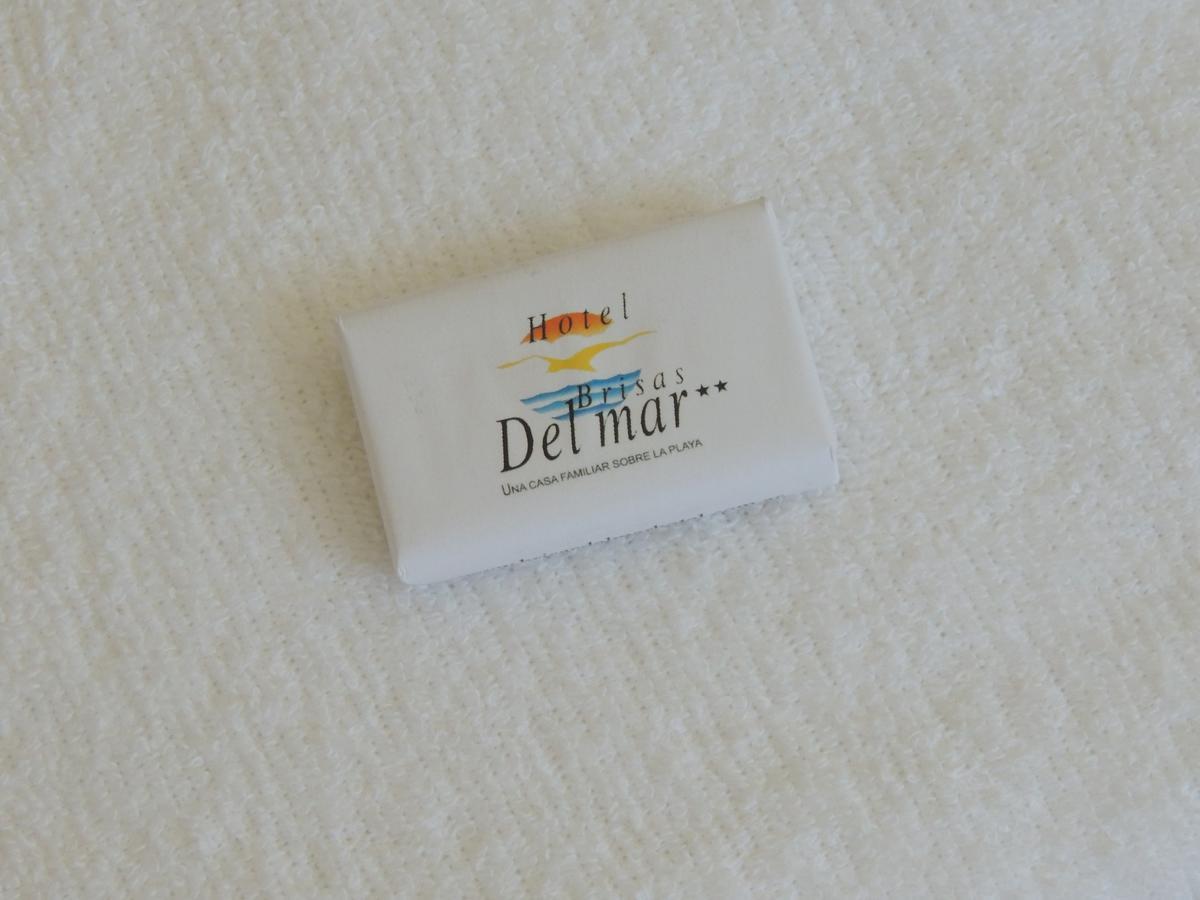 Hotel
Brisas
Del mar★★
UNA CASA FAMILIAR SOBRE LA PLAYA